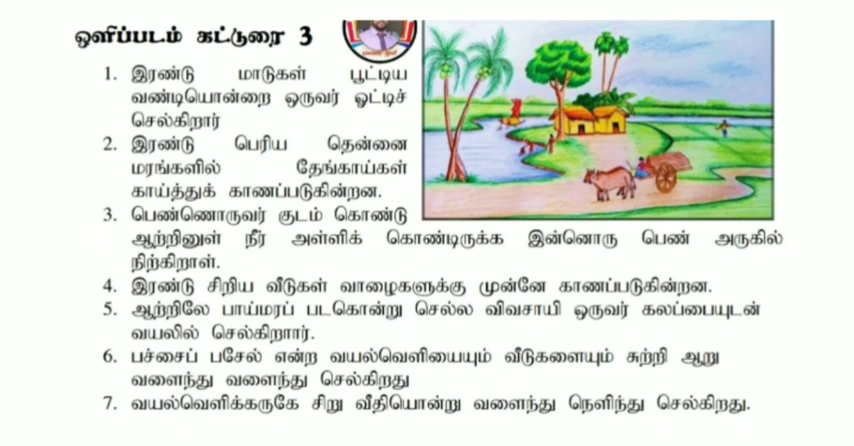 ஒளிப்படம் கட்டுரை 3
1. இரண்டு மாடுகள் பூட்டிய
வண்டியொன்றை ஒருவர் ஓட்டிச்
செல்கிறார்
2. இரண்டு பெரிய தென்னை
மரங்களில் தேங்காய்கள்
காய்த்துக் காணப்படுகின்றன.
3. பெண்ணொருவர் குடம் கொண்டு
ஆற்றினுள் நீர் அள்ளிக் கொண்டிருக்க இன்னொரு பெண் அருகில்
நிற்கிறாள்.
4. இரண்டு சிறிய வீடுகள் வாழைகளுக்கு முன்னே காணப்படுகின்றன.
5. ஆற்றிலே பாய்மரப் படகொன்று செல்ல விவசாயி ஒருவர் கலப்பையுடன்
வயலில் செல்கிறாார்.
6. பச்சைப் பசேல் என்ற வயல்வெளியையும் வீடுகளையும் சுற்றி ஆறு
வளைந்து வளைந்து செல்கிறது
7. வயல்வெளிக்கருகே சிறு வீதியொன்று வளைந்து நெளிந்து செல்கிறது.